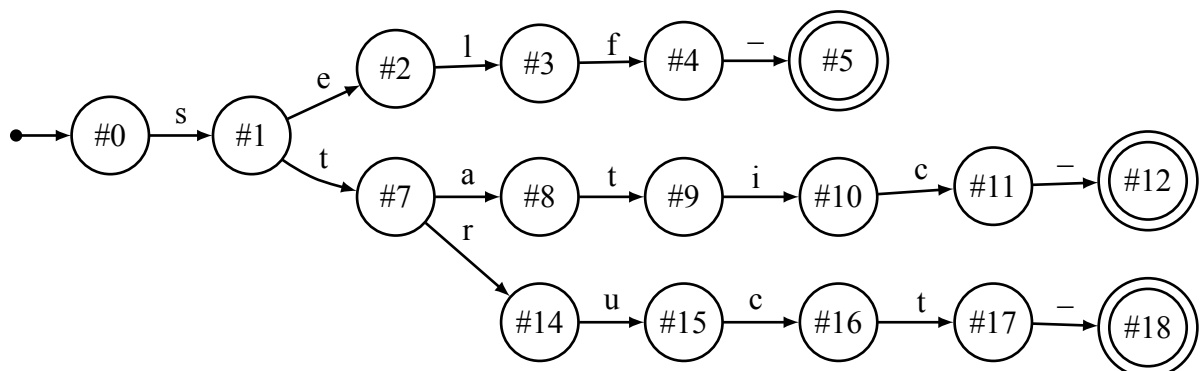 #0 s #1 e #2 l #3 f #4 – #5
t #7 a #8 t #9 i #10 c #11 – #12
r #14 u #15 c #16 t #17 – #18